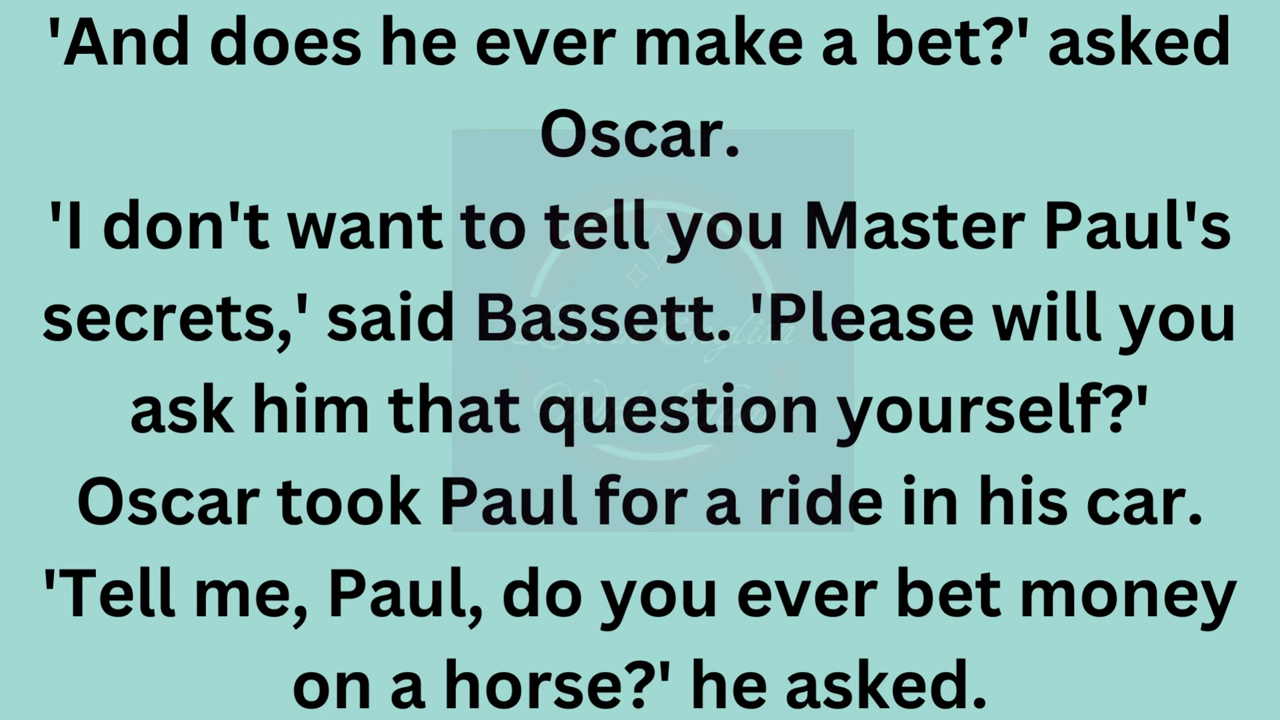 'And does he ever make a bet?' asked
Oscar.
'I don't want to tell you Master Paul's
secrets,' said Bassett. 'Please will you
ask him that question yourself?'
Oscar took Paul for a ride in his car.
'Tell me, Paul, do you ever bet money
on a horse?' he asked.